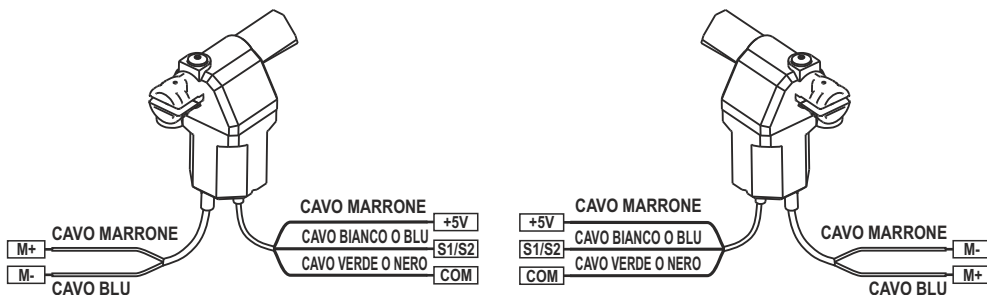 CAVO MARRONE
+5V
M+
CAVO MARRONE
CAVO BIANCO O BLU
S1/S2
M-
CAVO BLU
CAVO VERDE O NERO
COM
+5V
CAVO MARRONE
S1/S2
CAVO BIANCO O BLU
CAVO MARRONE
M-
COM
CAVO VERDE O NERO
CAVO BLU
M+